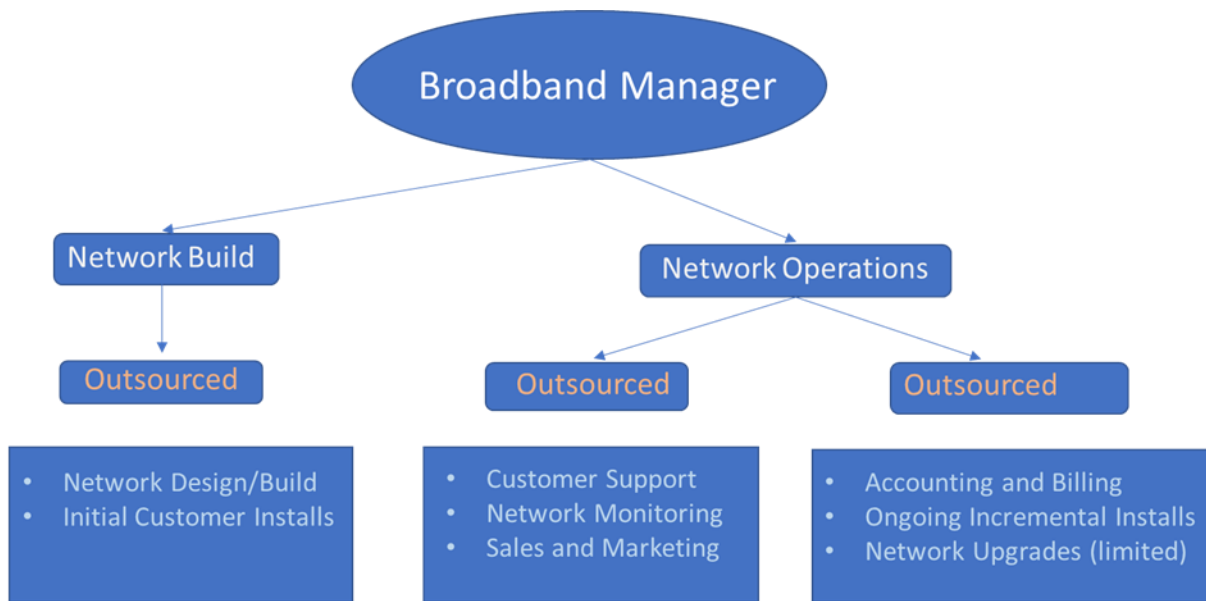 Broadband Manager
Network Build
Network Operations
Outsourced
Outsourced
Outsourced
• Network Design/Build
• Initial Customer Installs
• Customer Support
• Network Monitoring
• Sales and Marketing
• Accounting and Billing
• Ongoing Incremental Installs
• Network Upgrades (limited)